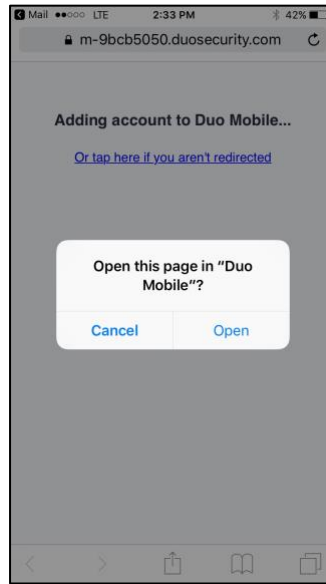 Mail LTE 2:33 PM 42%
m-9bcb5050.duosecurity.com
Adding account to Duo Mobile...
Or tap here if you aren't redirected
Open this page in “Duo
Mobile”?
Cancel Open